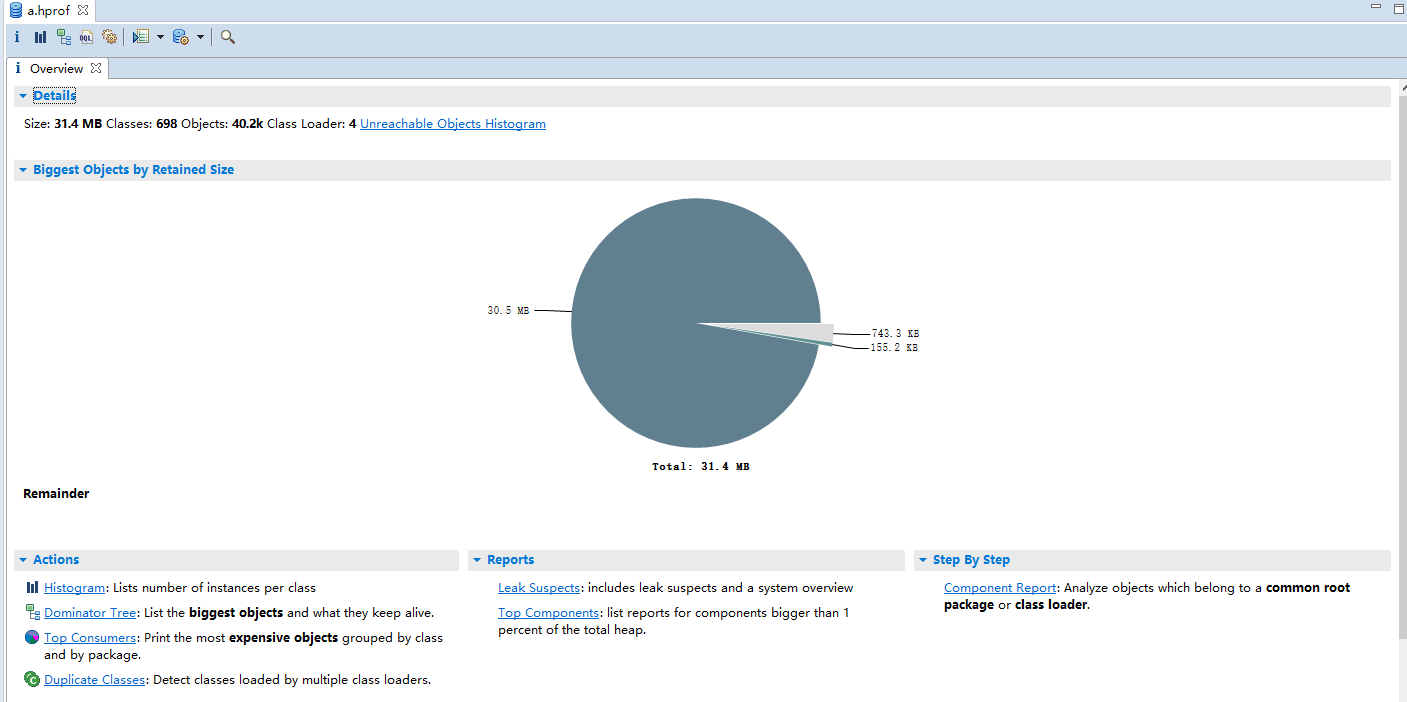 a.hprof
OQL
i Overview
Details
Size: 31.4 MB Classes: 698 Objects: 40.2k Class Loader: 4 Unreachable Objects Histogram
Biggest Objects by Retained Size
30.5 MB
743.3 KB
155.2 KB
Total: 31.4 MB
Remainder
Actions
Histogram: Lists number of instances per class
Dominator Tree: List the biggest objects and what they keep alive.
Top Consumers: Print the most expensive objects grouped by class
and by package.
Duplicate Classes: Detect classes loaded by multiple class loaders.
Reports
Leak Suspects: includes leak suspects and a system overview
Top Components: list reports for components bigger than 1
percent of the total heap.
Step By Step
Component Report: Analyze objects which belong to a common root
package or class loader.